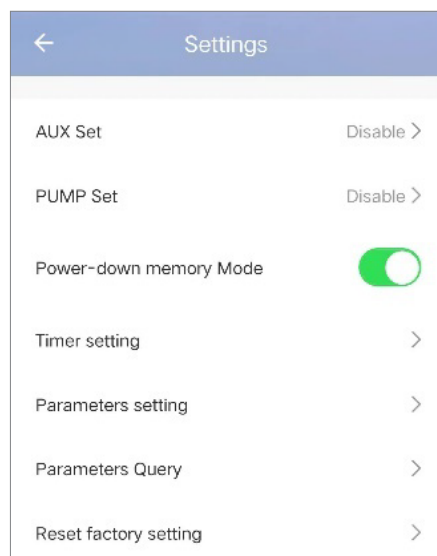 Settings
AUX Set Disable
PUMP Set Disable
Power-down memory Mode
Timer setting
Parameters setting
Parameters Query
Reset factory setting